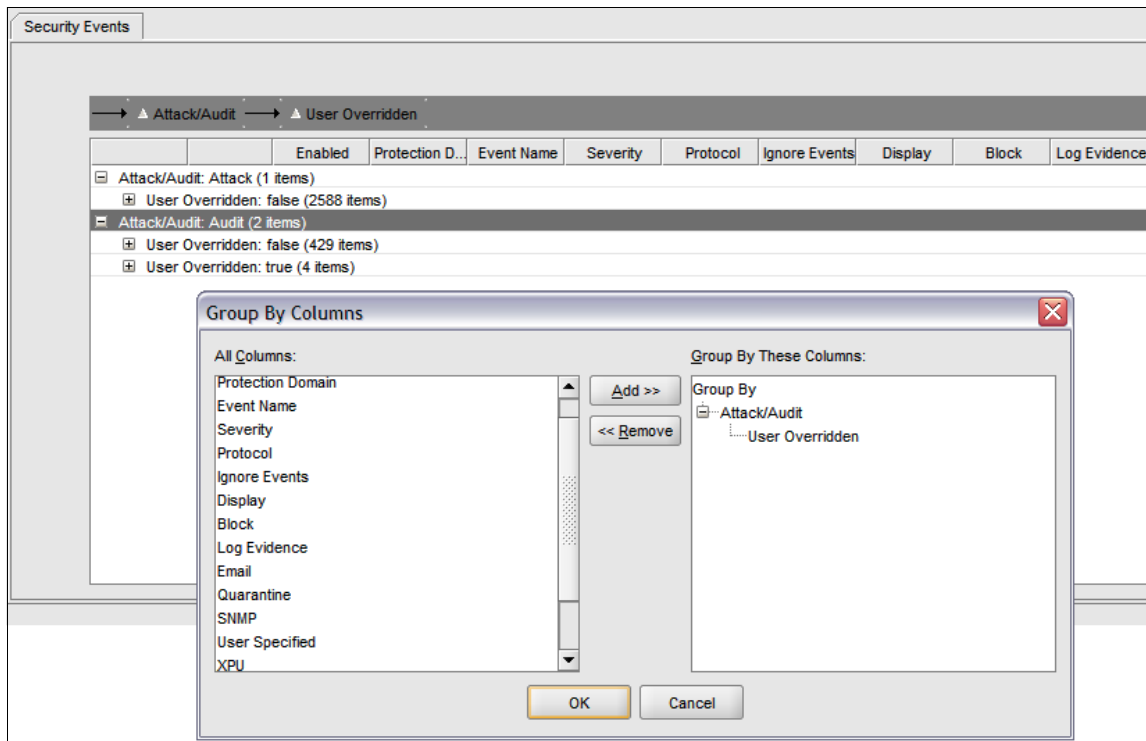 Security Events
Attack/Audit User Overridden
Enabled Protection D... Event Name Severity Protocol Ignore Events Display Block Log Evidence
Attack/Audit: Attack (1 items)
User Overridden: false (2588 items)
Attack/Audit: Audit (2 items)
User Overridden: false (429 items)
User Overridden: true (4 items)
Group By Columns
All Columns:
Protection Domain
Event Name
Severity
Protocol
Ignore Events
Display
Block
Log Evidence
Email
Quarantine
SNMP
User Specified
XPU
Add >>
<< Remove
Group By These Columns:
Group By
Attack/Audit
User Overridden
OK
Cancel